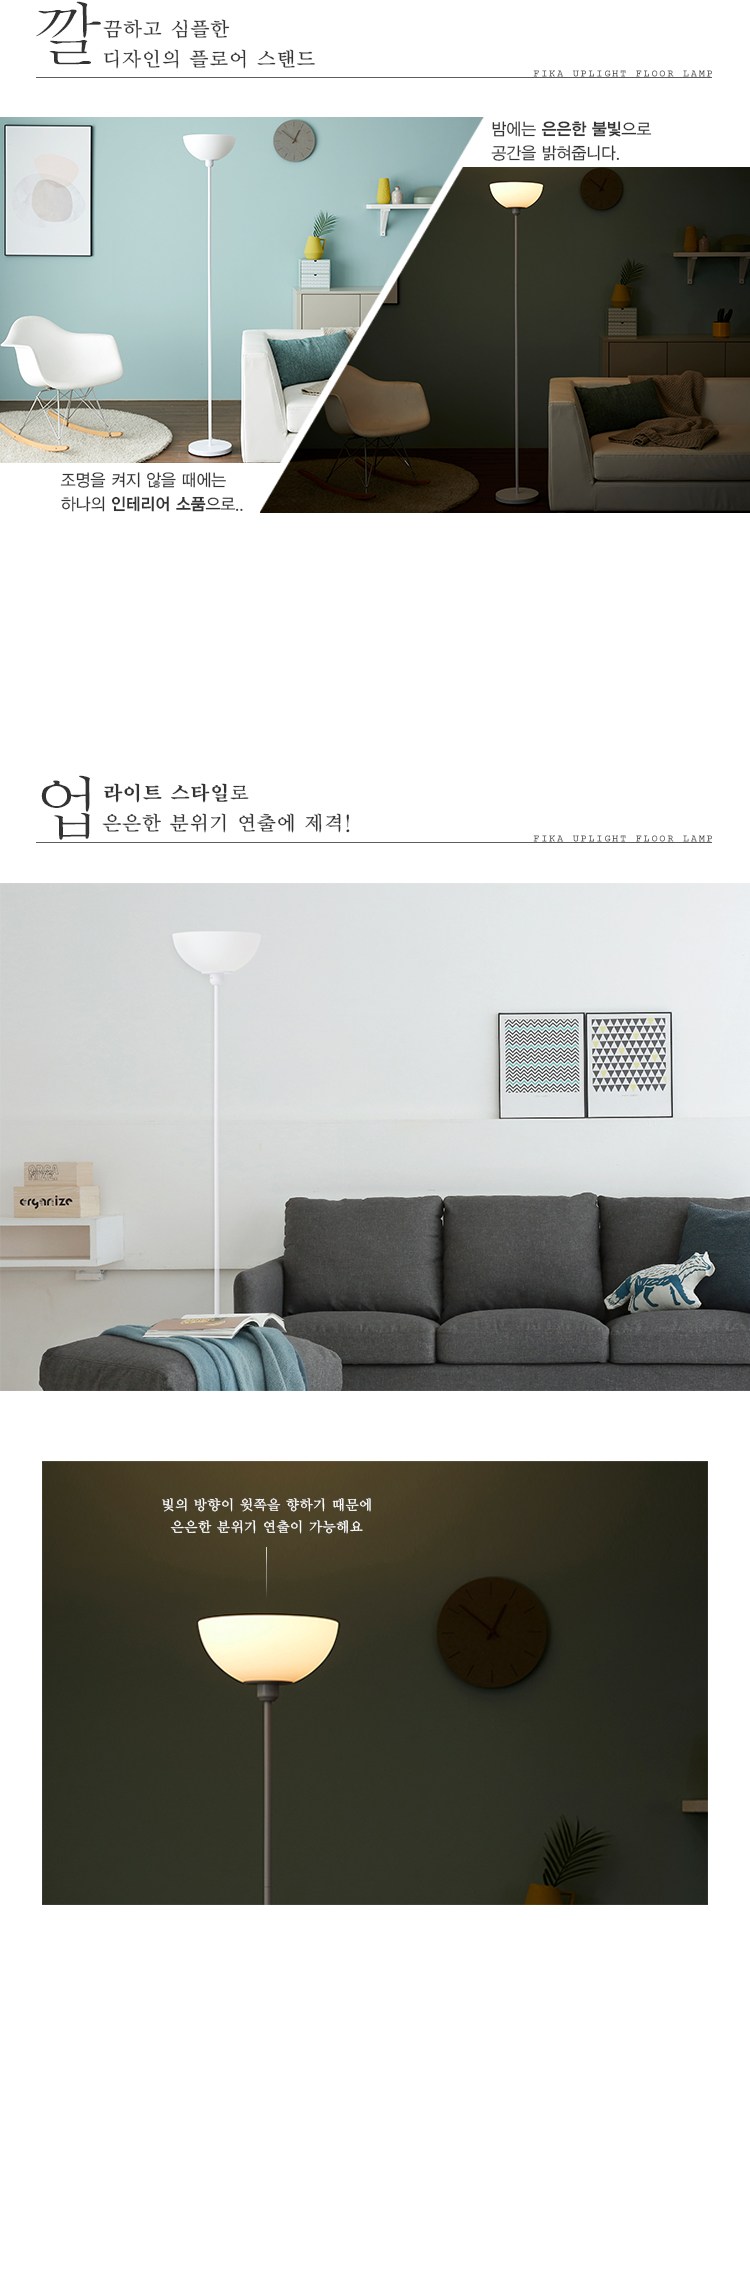 깔끔하고 심플한
디자인의 플로어 스탠드
FIKA UPLIGHT FLOOR LAMP
밤에는 은은한 불빛으로
공간을 밝혀줍니다.
조명을 켜지 않을 때에는
하나의 인테리어 소품으로..
업라이트 스타일로
은은한 분위기 연출에 제격!
FIKA UPLIGHT FLOOR LAMP
organize
빛의 방향이 윗쪽을 향하기 때문에
은은한 분위기 연출이 가능해요